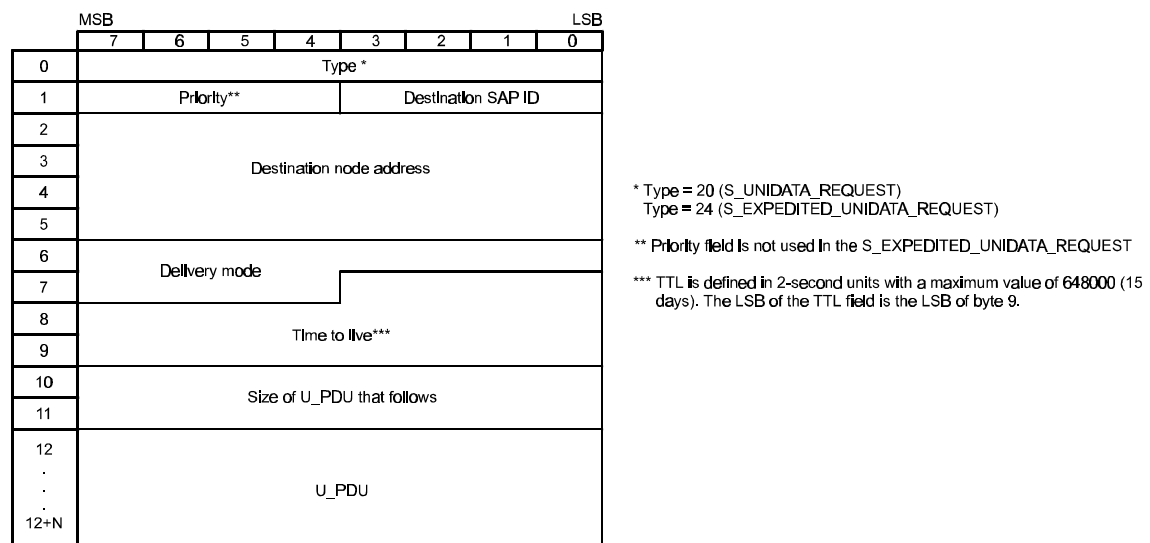 MSB LSB
7 6 5 4 3 2 1 0
0 Type *
1 Priority** Destination SAP ID
2
3
Destination node address
4
5
6
Delivery mode
7
8
Time to live***
9
10
Size of U_PDU that follows
11
12
.
.
.
U_PDU
12+N
* Type = 20 (S_UNIDATA_REQUEST)
Type = 24 (S_EXPEDITED_UNIDATA_REQUEST)
** Priority field is not used in the S_EXPEDITED_UNIDATA_REQUEST
*** TTL is defined in 2-second units with a maximum value of 648000 (15
days). The LSB of the TTL field is the LSB of byte 9.